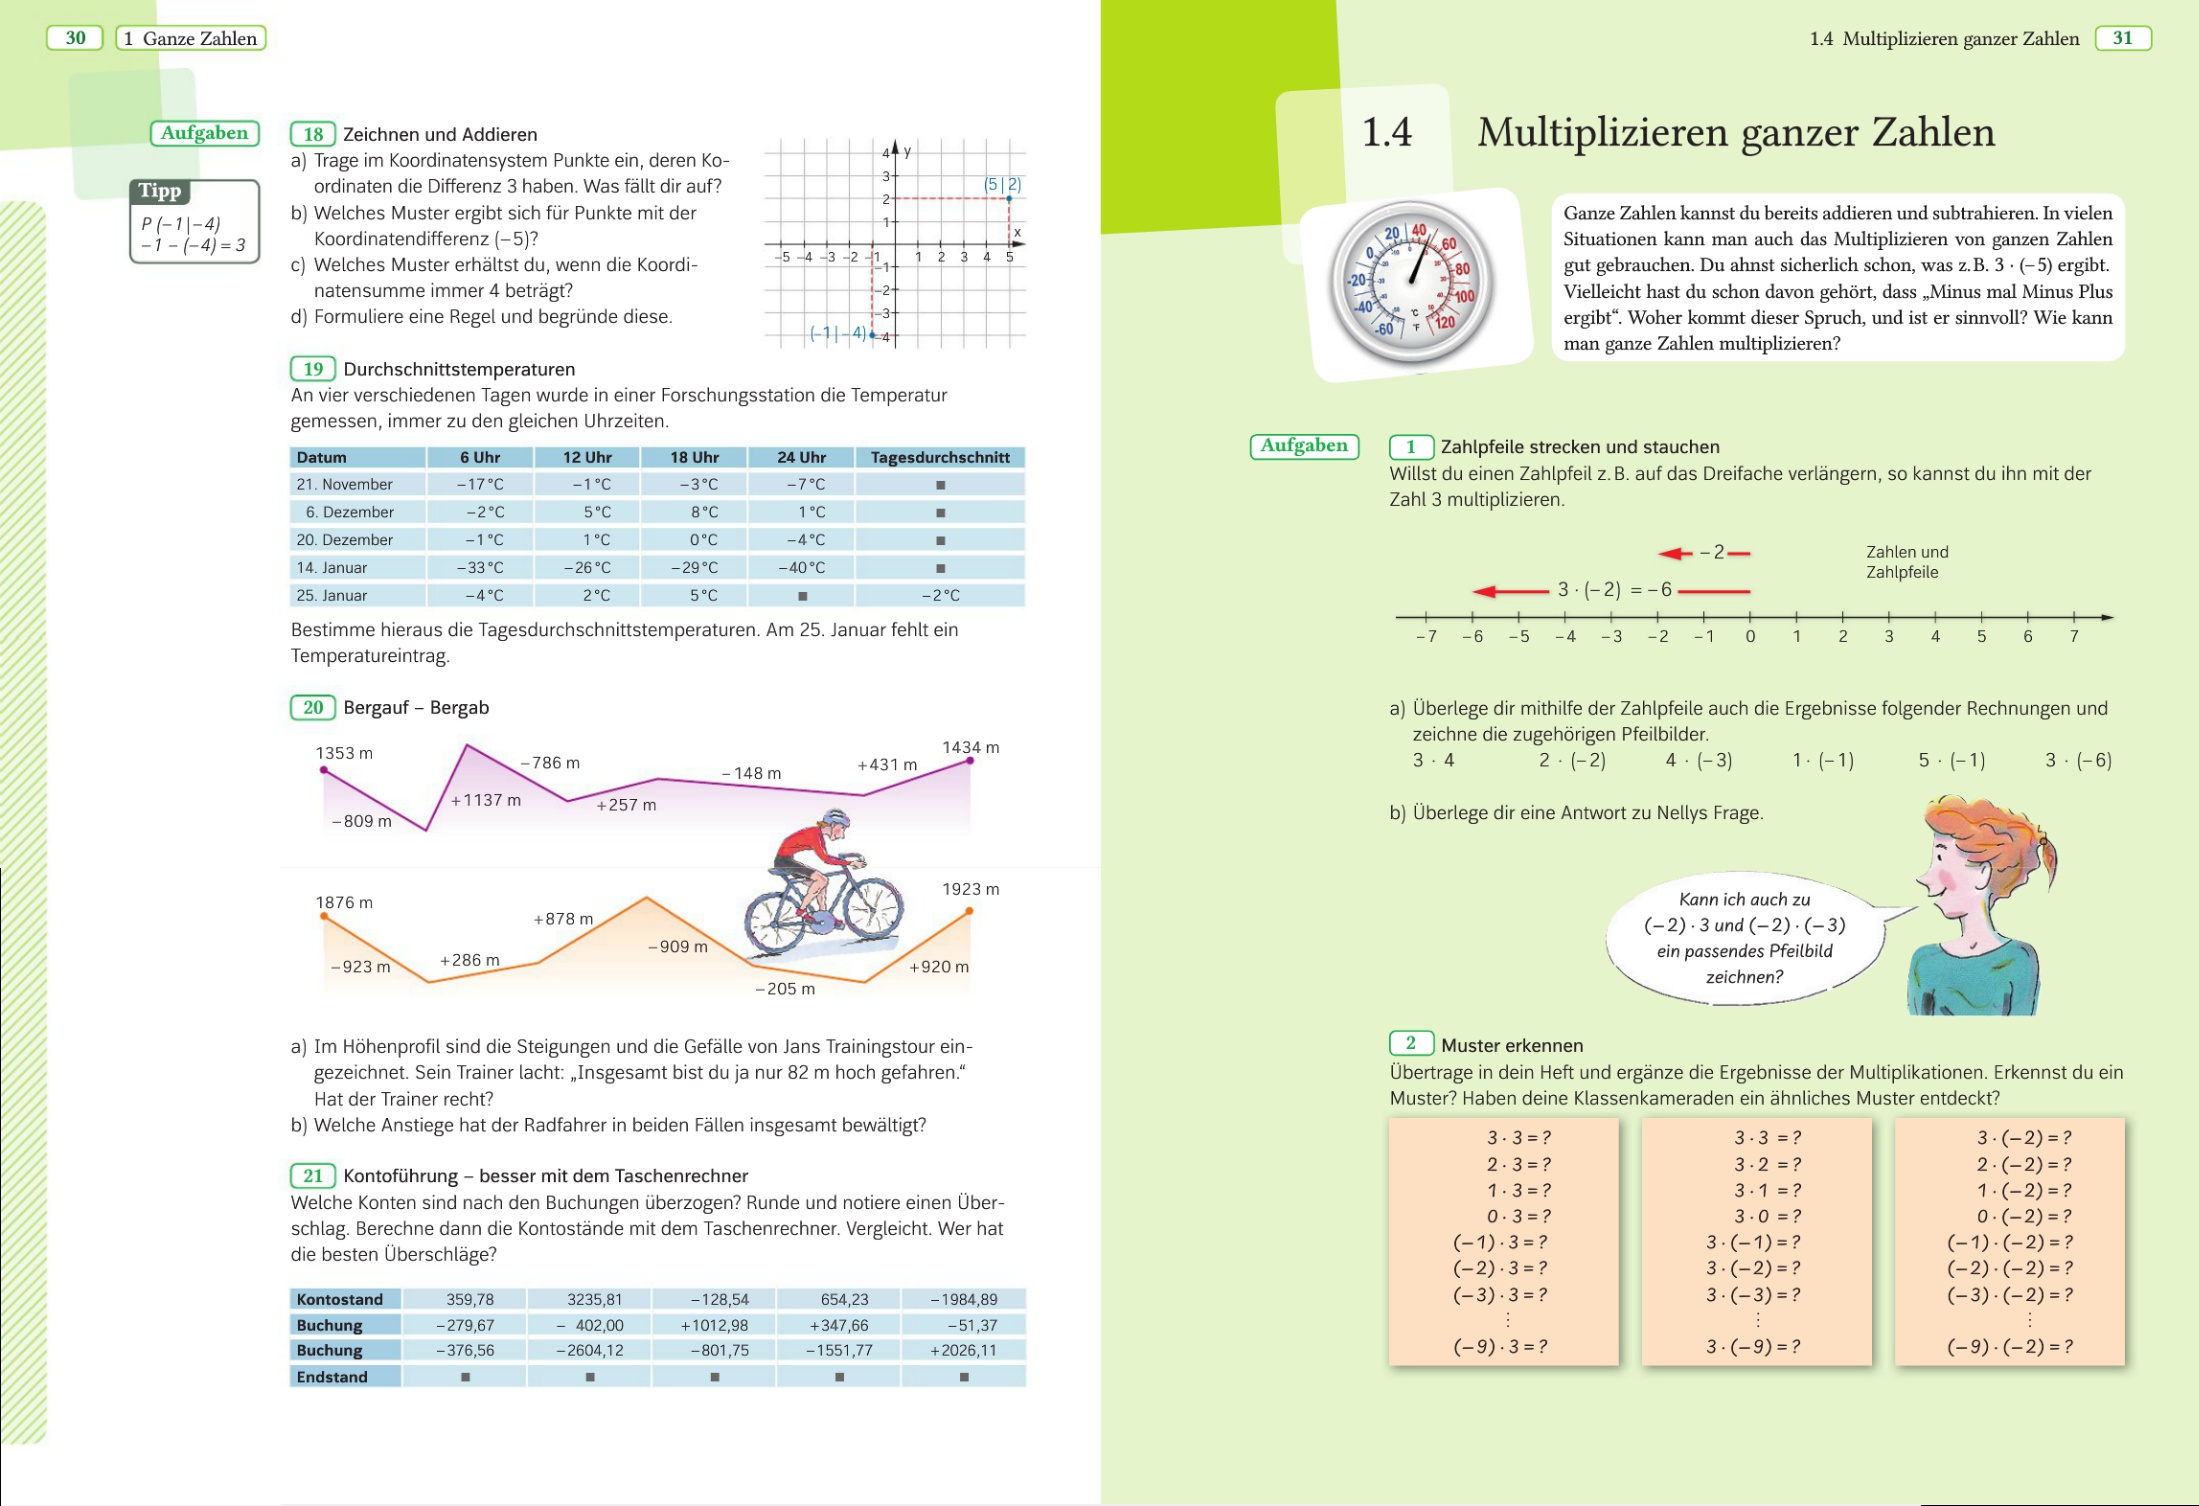 30
1 Ganze Zahlen
Aufgaben
Tipp
P (–1|–4)
–1 – (–4) = 3
18 Zeichnen und Addieren
a) Trage im Koordinatensystem Punkte ein, deren Ko-
ordinaten die Differenz 3 haben. Was fällt dir auf?
b) Welches Muster ergibt sich für Punkte mit der
Koordinatendifferenz (–5)?
c) Welches Muster erhältst du, wenn die Koordi-
natensumme immer 4 beträgt?
d) Formuliere eine Regel und begründe diese.
4 y
3
(5|2)
2
1
x
–5 –4 –3 –2 –1 1 2 3 4 5
–1
–2
–3
(–1|–4) –4
19 Durchschnittstemperaturen
An vier verschiedenen Tagen wurde in einer Forschungsstation die Temperatur
gemessen, immer zu den gleichen Uhrzeiten.
Datum 6 Uhr 12 Uhr 18 Uhr 24 Uhr Tagesdurchschnitt
21. November –17 °C –1 °C –3 °C –7 °C ■
6. Dezember –2 °C 5 °C 8 °C 1 °C ■
20. Dezember –1 °C 1 °C 0 °C –4 °C ■
14. Januar –33 °C –26 °C –29 °C –40 °C ■
25. Januar –4 °C 2 °C 5 °C ■ –2 °C
Bestimme hieraus die Tagesdurchschnittstemperaturen. Am 25. Januar fehlt ein
Temperatureintrag.
20 Bergauf – Bergab
1353 m –809 m +1137 m –786 m +257 m –148 m +431 m 1434 m
1876 m –923 m +286 m +878 m –909 m –205 m +920 m 1923 m
a) Im Höhenprofil sind die Steigungen und die Gefälle von Jans Trainingstour ein-
gezeichnet. Sein Trainer lacht: „Insgesamt bist du ja nur 82 m hoch gefahren.“
Hat der Trainer recht?
b) Welche Anstiege hat der Radfahrer in beiden Fällen insgesamt bewältigt?
21 Kontoführung – besser mit dem Taschenrechner
Welche Konten sind nach den Buchungen überzogen? Runde und notiere einen Über-
schlag. Berechne dann die Kontostände mit dem Taschenrechner. Vergleicht. Wer hat
die besten Überschläge?
Kontostand 359,78 3235,81 –128,54 654,23 –1984,89
Buchung –279,67 – 402,00 +1012,98 +347,66 –51,37
Buchung –376,56 –2604,12 –801,75 –1551,77 +2026,11
Endstand ■ ■ ■ ■ ■
1.4 Multiplizieren ganzer Zahlen
31
1.4 Multiplizieren ganzer Zahlen
-60 -40 -20 0 20 40 60 80 100 120
°C
°F
Ganze Zahlen kannst du bereits addieren und subtrahieren. In vielen
Situationen kann man auch das Multiplizieren von ganzen Zahlen
gut gebrauchen. Du ahnst sicherlich schon, was z. B. 3 · (–5) ergibt.
Vielleicht hast du schon davon gehört, dass „Minus mal Minus Plus
ergibt“. Woher kommt dieser Spruch, und ist er sinnvoll? Wie kann
man ganze Zahlen multiplizieren?
Aufgaben
1 Zahlpfeile strecken und stauchen
Willst du einen Zahlpfeil z. B. auf das Dreifache verlängern, so kannst du ihn mit der
Zahl 3 multiplizieren.
–2
Zahlen und
Zahlpfeile
3 · (–2) = –6
–7 –6 –5 –4 –3 –2 –1 0 1 2 3 4 5 6 7
a) Überlege dir mithilfe der Zahlpfeile auch die Ergebnisse folgender Rechnungen und
zeichne die zugehörigen Pfeilbilder.
3 · 4 2 · (–2) 4 · (–3) 1 · (–1) 5 · (–1) 3 · (–6)
b) Überlege dir eine Antwort zu Nellys Frage.
Kann ich auch zu
(–2) · 3 und (–2) · (–3)
ein passendes Pfeilbild
zeichnen?
2 Muster erkennen
Übertrage in dein Heft und ergänze die Ergebnisse der Multiplikationen. Erkennst du ein
Muster? Haben deine Klassenkameraden ein ähnliches Muster entdeckt?
3 · 3 = ?
2 · 3 = ?
1 · 3 = ?
0 · 3 = ?
(–1) · 3 = ?
(–2) · 3 = ?
(–3) · 3 = ?
⋮
(–9) · 3 = ?
3 · 3 = ?
3 · 2 = ?
3 · 1 = ?
3 · 0 = ?
3 · (–1) = ?
3 · (–2) = ?
3 · (–3) = ?
⋮
3 · (–9) = ?
3 · (–2) = ?
2 · (–2) = ?
1 · (–2) = ?
0 · (–2) = ?
(–1) · (–2) = ?
(–2) · (–2) = ?
(–3) · (–2) = ?
⋮
(–9) · (–2) = ?